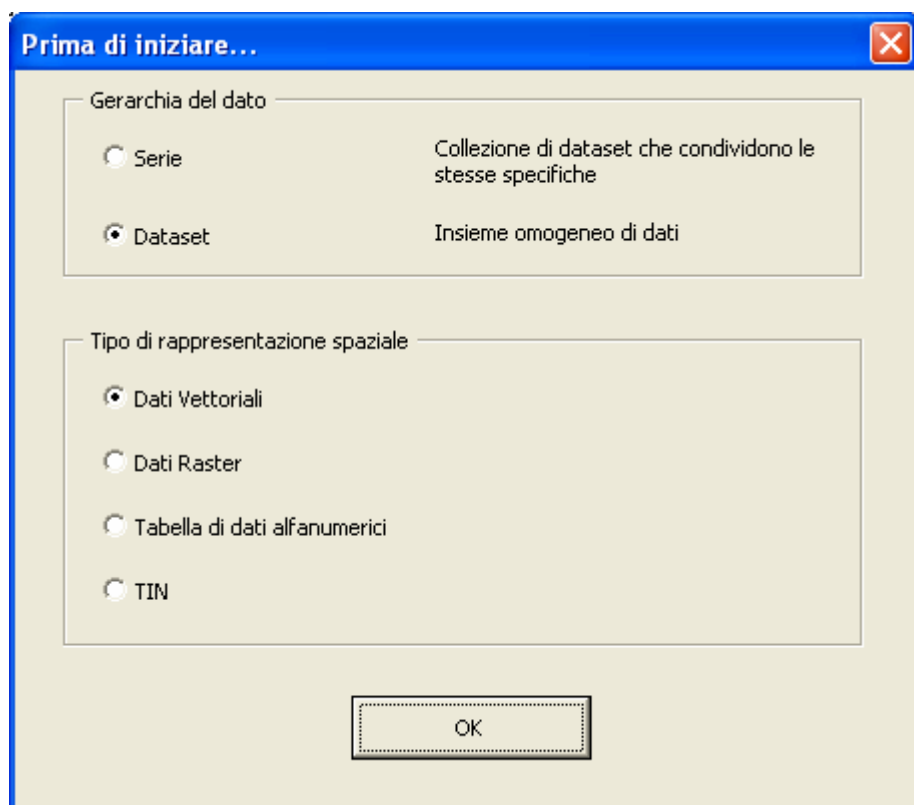 Prima di iniziare...
Gerarchia del dato
Serie
Collezione di dataset che condividono le
stesse specifiche
Dataset
Insieme omogeneo di dati
Tipo di rappresentazione spaziale
Dati Vettoriali
Dati Raster
Tabella di dati alfanumerici
TIN
OK